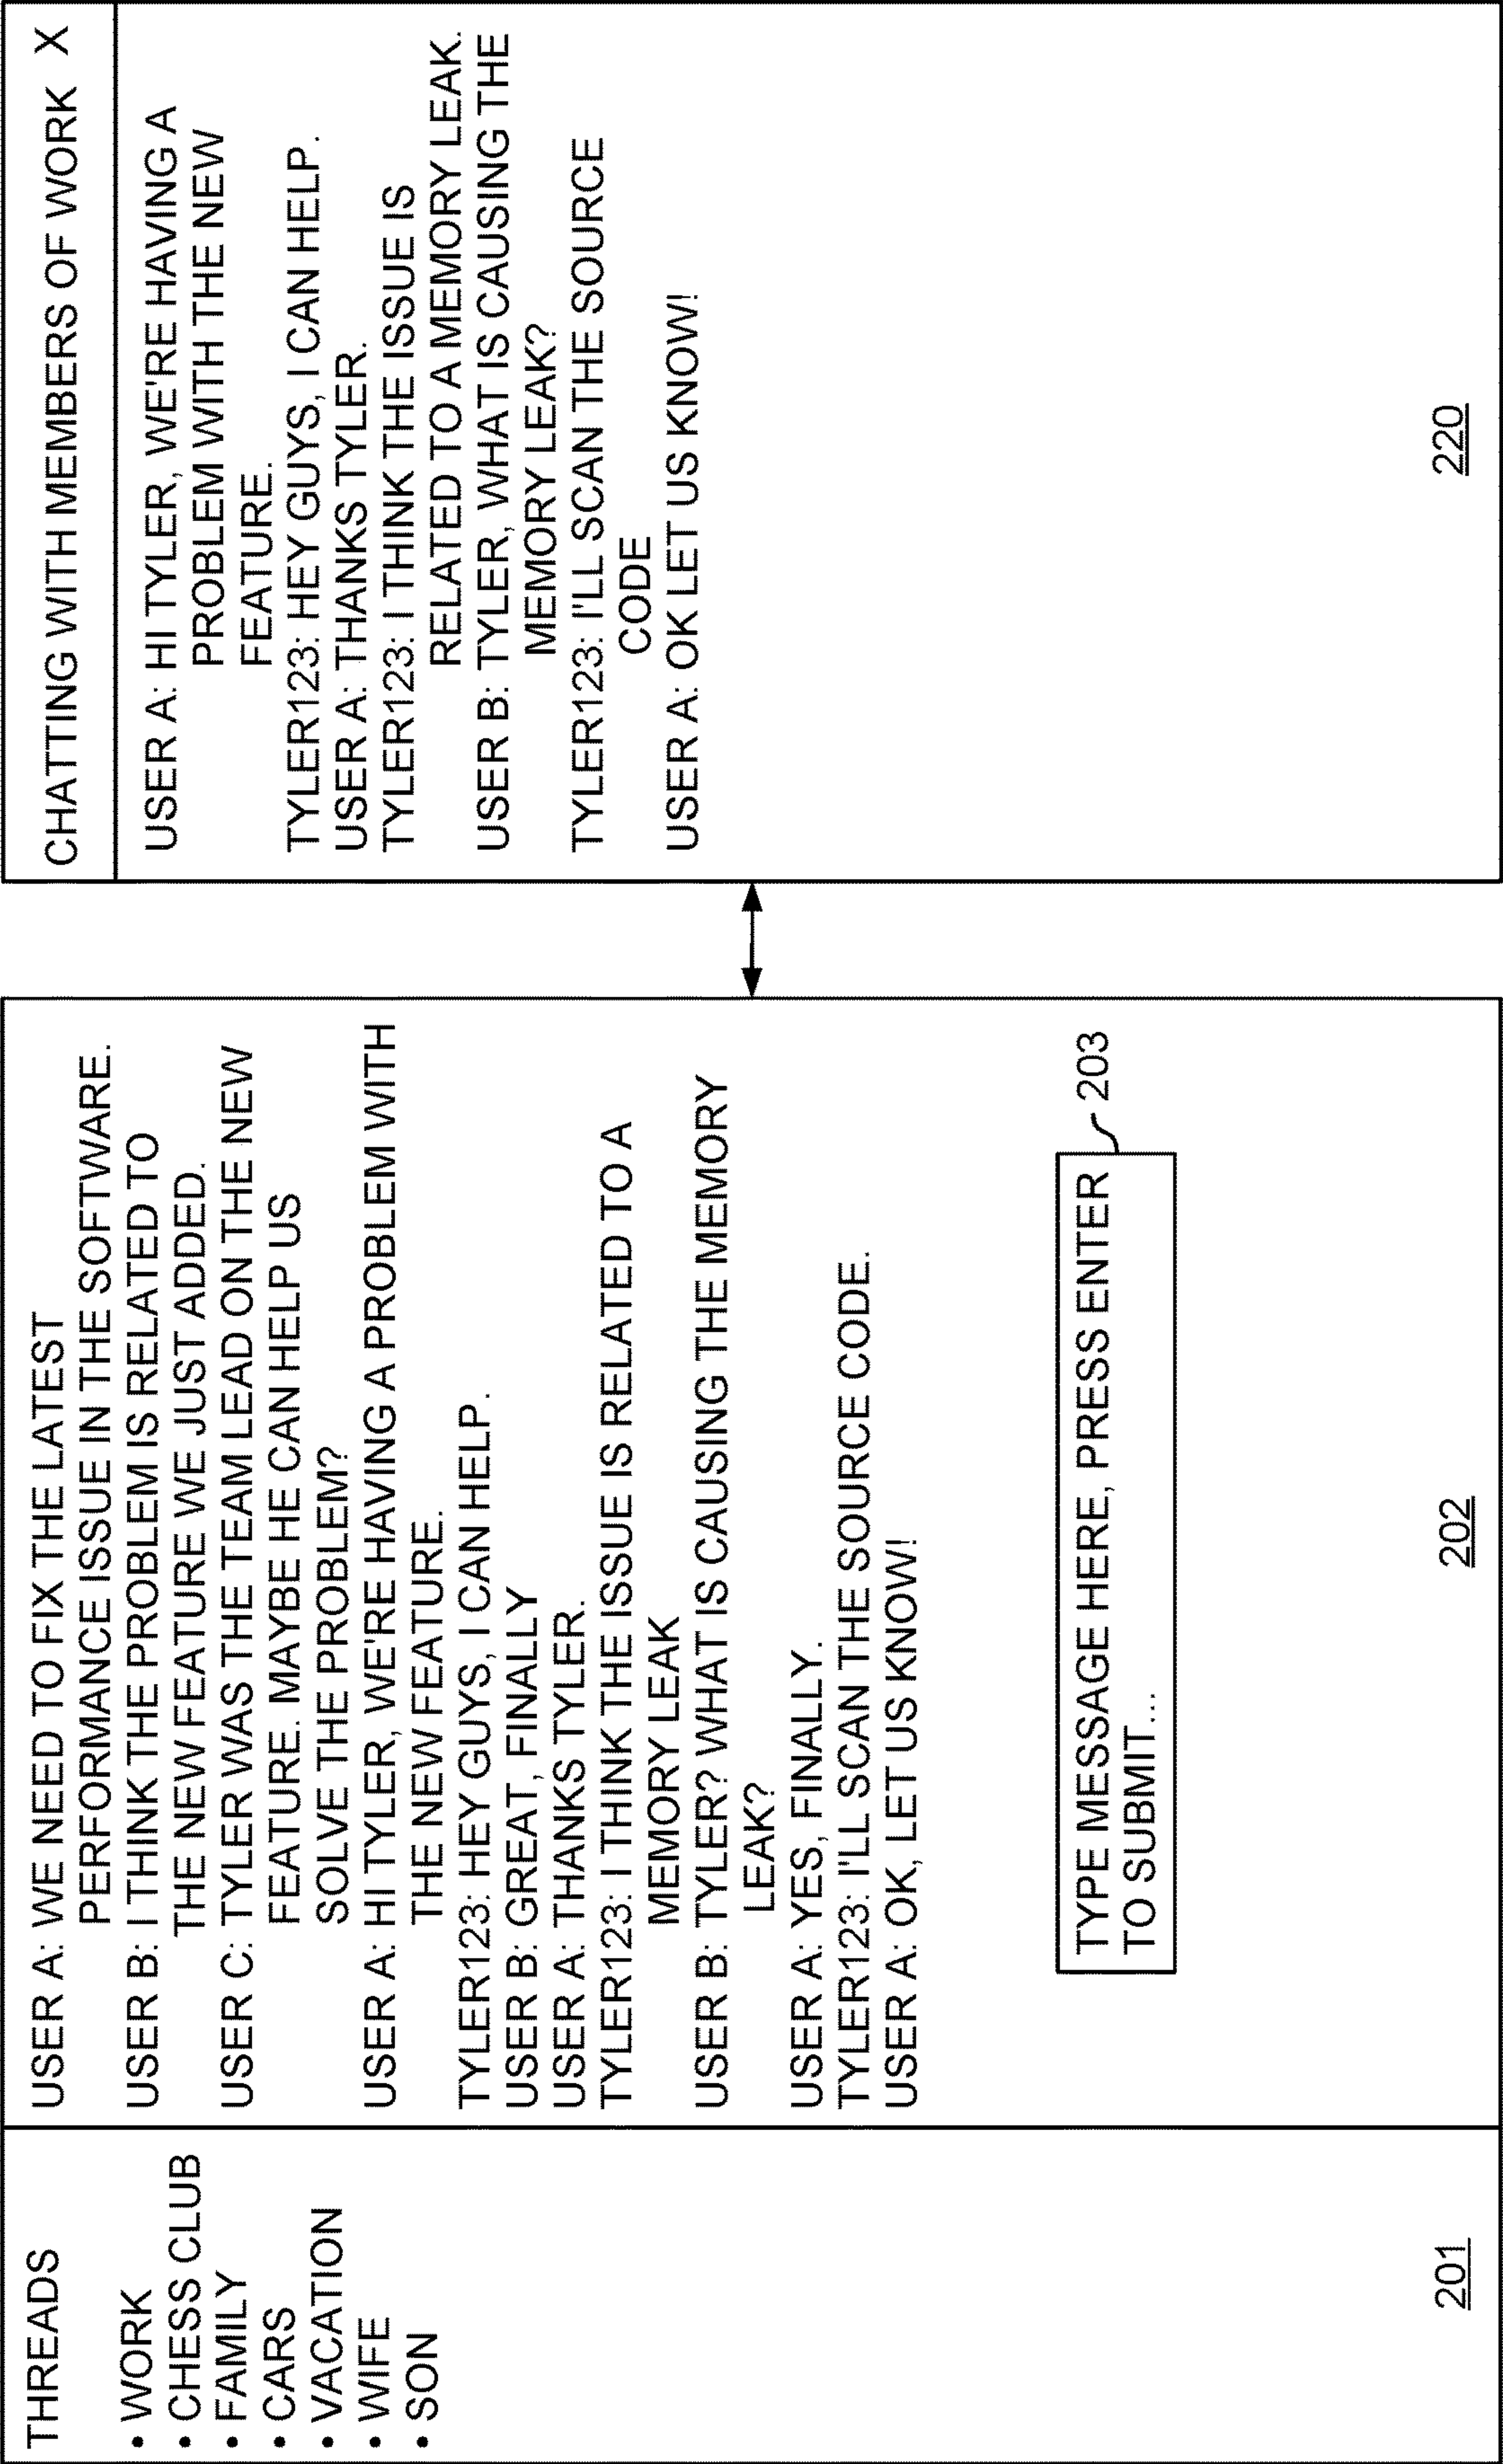 THREADS
• WORK
• CHESS CLUB
• FAMILY
• CARS
• VACATION
• WIFE
• SON
201
USER A: WE NEED TO FIX THE LATEST
PERFORMANCE ISSUE IN THE SOFTWARE.
USER B: I THINK THE PROBLEM IS RELATED TO
THE NEW FEATURE WE JUST ADDED.
USER C: TYLER WAS THE TEAM LEAD ON THE NEW
FEATURE. MAYBE HE CAN HELP US
SOLVE THE PROBLEM?
USER A: HI TYLER, WE'RE HAVING A PROBLEM WITH
THE NEW FEATURE.
TYLER123: HEY GUYS, I CAN HELP.
USER B: GREAT, FINALLY
USER A: THANKS TYLER.
TYLER123: I THINK THE ISSUE IS RELATED TO A
MEMORY LEAK
USER B: TYLER? WHAT IS CAUSING THE MEMORY
LEAK?
USER A: YES, FINALLY.
TYLER123: I'LL SCAN THE SOURCE CODE.
USER A: OK, LET US KNOW!
TYPE MESSAGE HERE, PRESS ENTER
TO SUBMIT...
203
202
CHATTING WITH MEMBERS OF WORK X
USER A: HI TYLER, WE'RE HAVING A
PROBLEM WITH THE NEW
FEATURE.
TYLER123: HEY GUYS, I CAN HELP.
USER A: THANKS TYLER.
TYLER123: I THINK THE ISSUE IS
RELATED TO A MEMORY LEAK.
USER B: TYLER, WHAT IS CAUSING THE
MEMORY LEAK?
TYLER123: I'LL SCAN THE SOURCE
CODE
USER A: OK LET US KNOW!
220